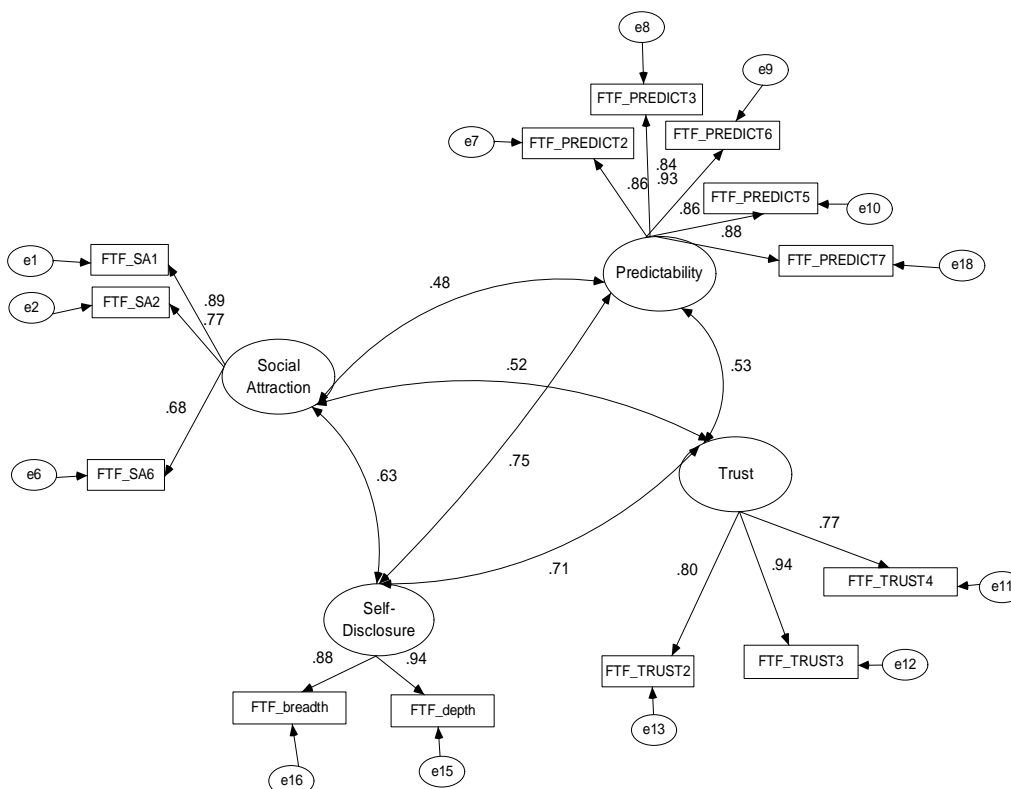 e8
FTF_PREDICT3
e9
FTF_PREDICT6
e7
FTF_PREDICT2
.84
.93
.86
.86
FTF_PREDICT5
e10
.88
FTF_PREDICT7
e18
Predictability
e1
FTF_SA1
e2
FTF_SA2
.89
.77
.48
Social
Attraction
.52
.53
.68
e6
FTF_SA6
.63
.75
Trust
.71
.77
.80
.94
FTF_TRUST4
e11
Self-
Disclosure
.88
.94
FTF_TRUST2
FTF_TRUST3
e12
FTF_breadth
FTF_depth
e13
e16
e15